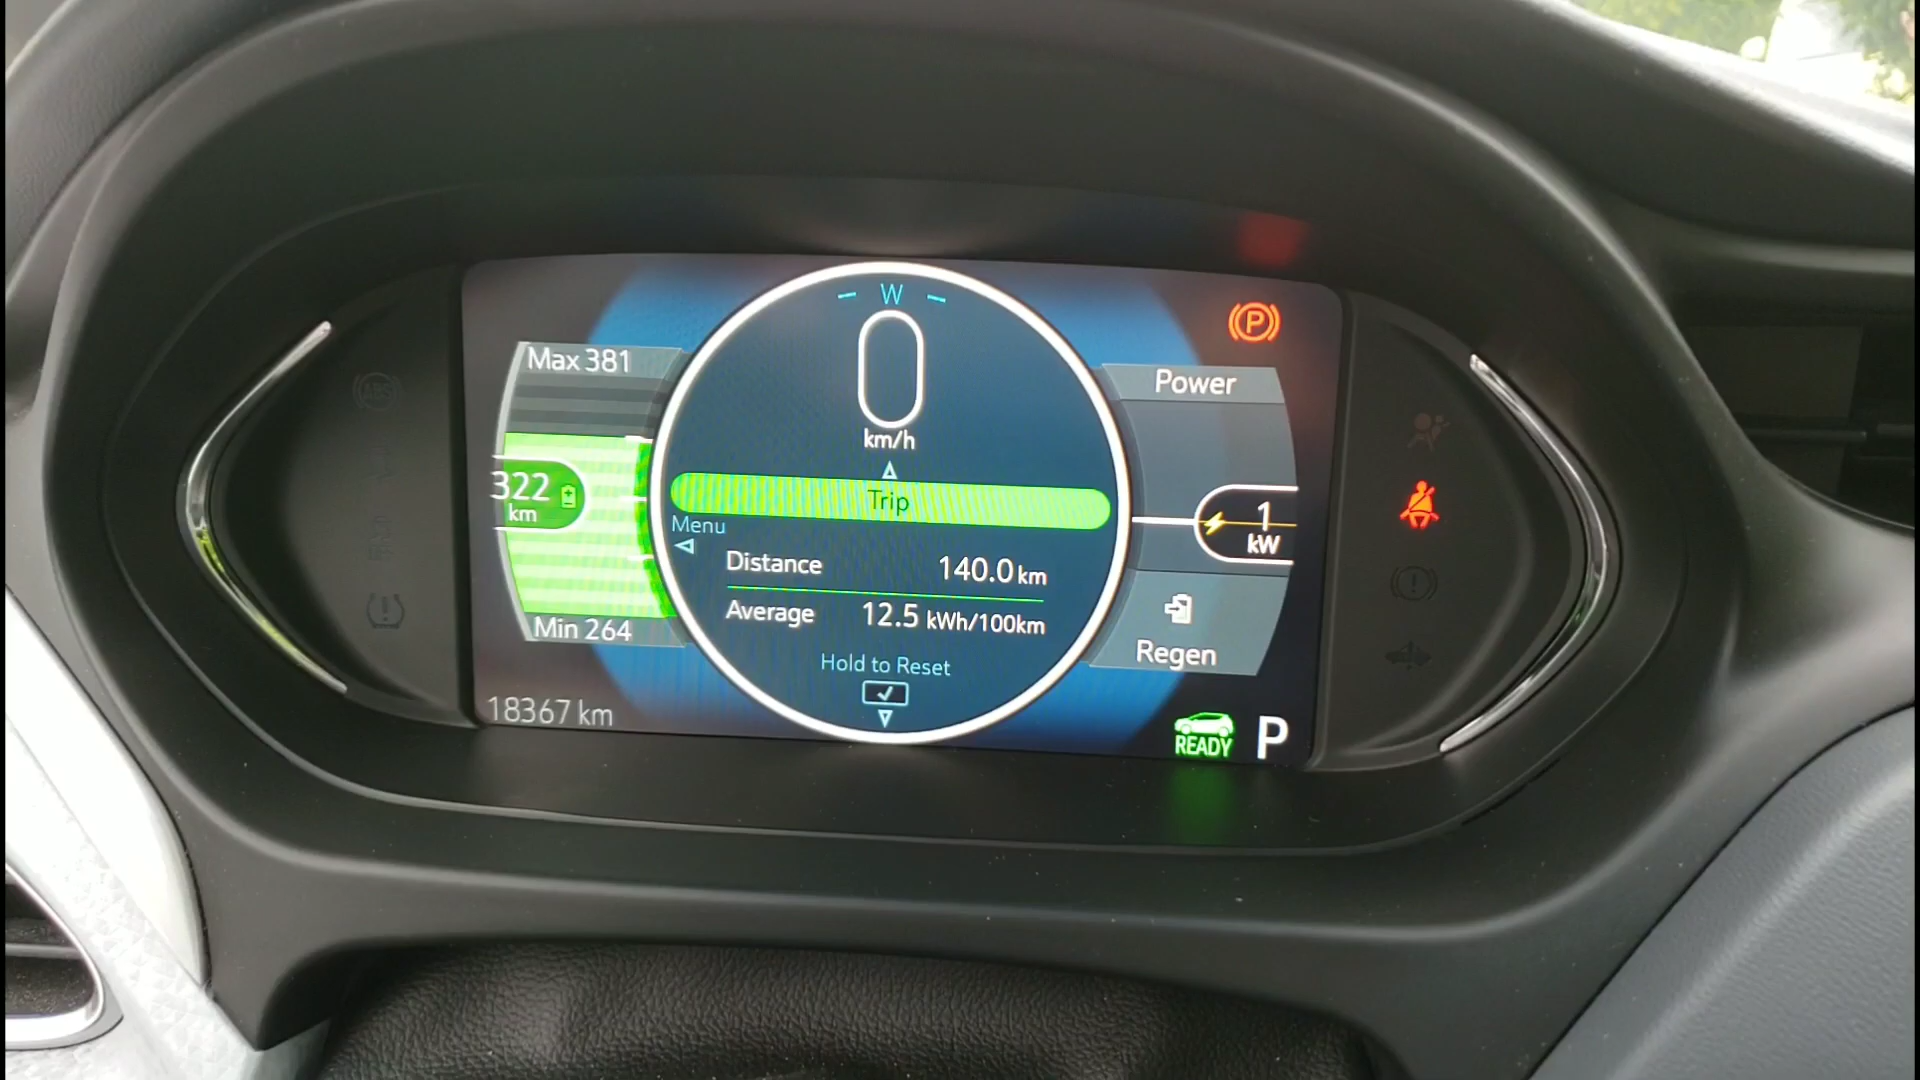 W
0
km/h
Max 381
Power
322
km
Trip
Menu
1
kW
Distance 140.0 km
Average 12.5 kWh/100km
Min 264
Hold to Reset
Regen
18367 km
READY P
P
ABS